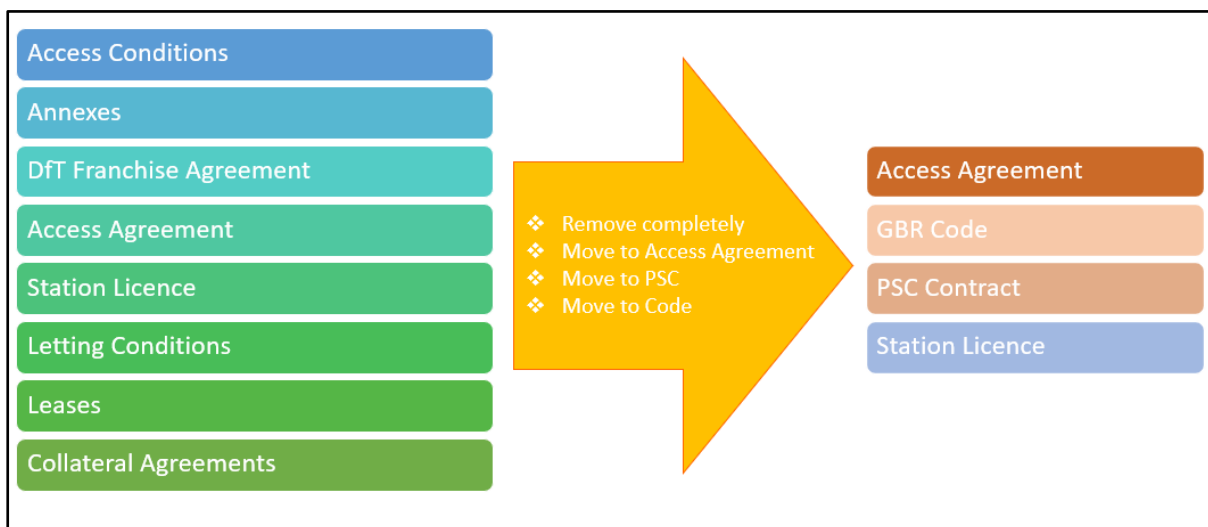 Access Conditions
Annexes
DfT Franchise Agreement
Access Agreement
Station Licence
Letting Conditions
Leases
Collateral Agreements
❖ Remove completely
❖ Move to Access Agreement
❖ Move to PSC
❖ Move to Code
Access Agreement
GBR Code
PSC Contract
Station Licence